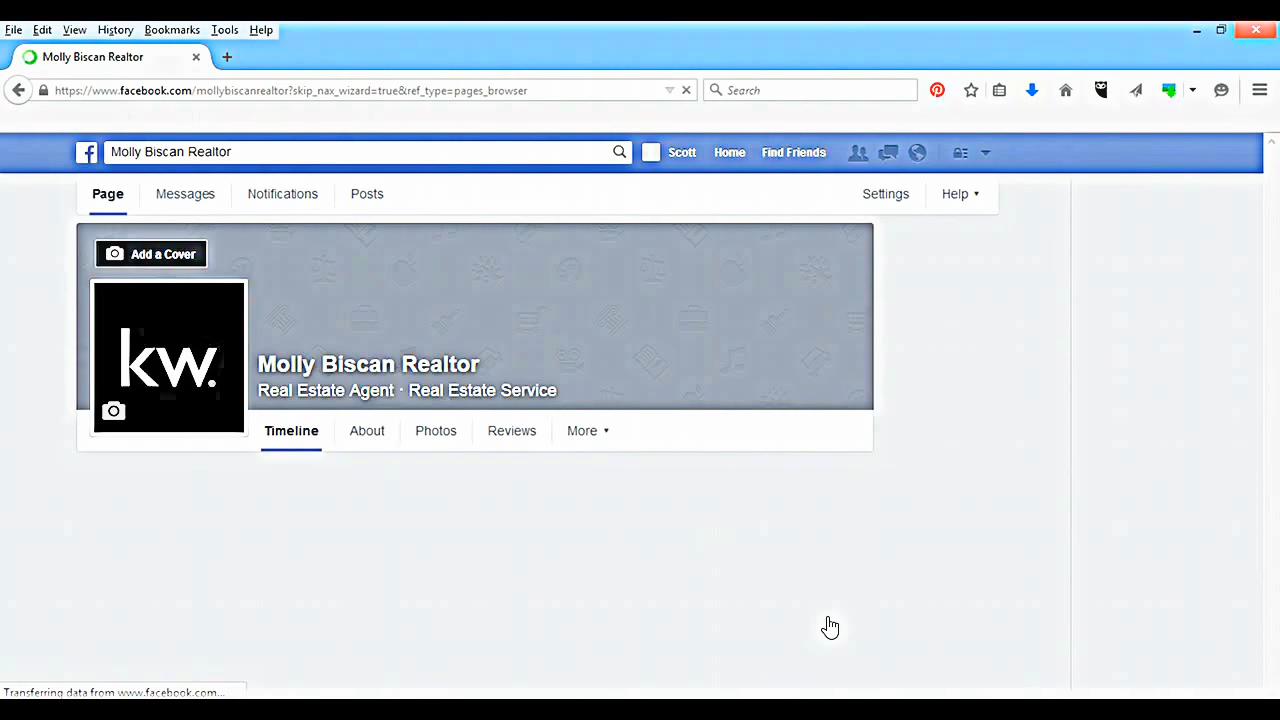 File Edit View History Bookmarks Tools Help
Molly Biscan Realtor
https://www.facebook.com/mollybiscanrealtor?skip_nax_wizard=true&ref_type=pages_browser Search
f Molly Biscan Realtor Scott Home Find Friends
Page Messages Notifications Posts Settings Help
Add a Cover
kw.
Molly Biscan Realtor
Real Estate Agent · Real Estate Service
Timeline About Photos Reviews More
Transferring data from www.facebook.com...